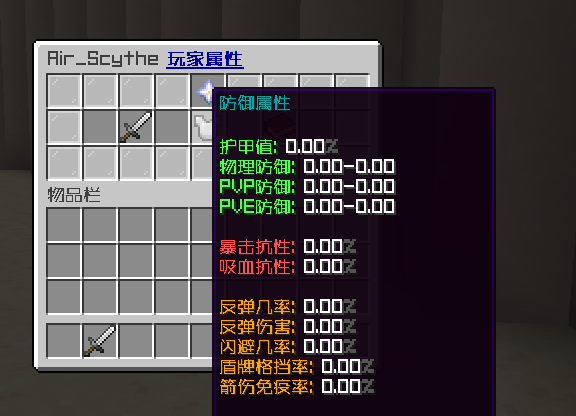 Air_Scythe 玩家属性
防御属性
护甲值: 0.00%
物理防御: 0.00-0.00
PVP防御: 0.00-0.00
PVE防御: 0.00-0.00
物品栏
暴击抗性: 0.00%
吸血抗性: 0.00%
反弹几率: 0.00%
反弹伤害: 0.00%
闪避几率: 0.00%
盾牌格挡率: 0.00%
箭伤免疫率: 0.00%